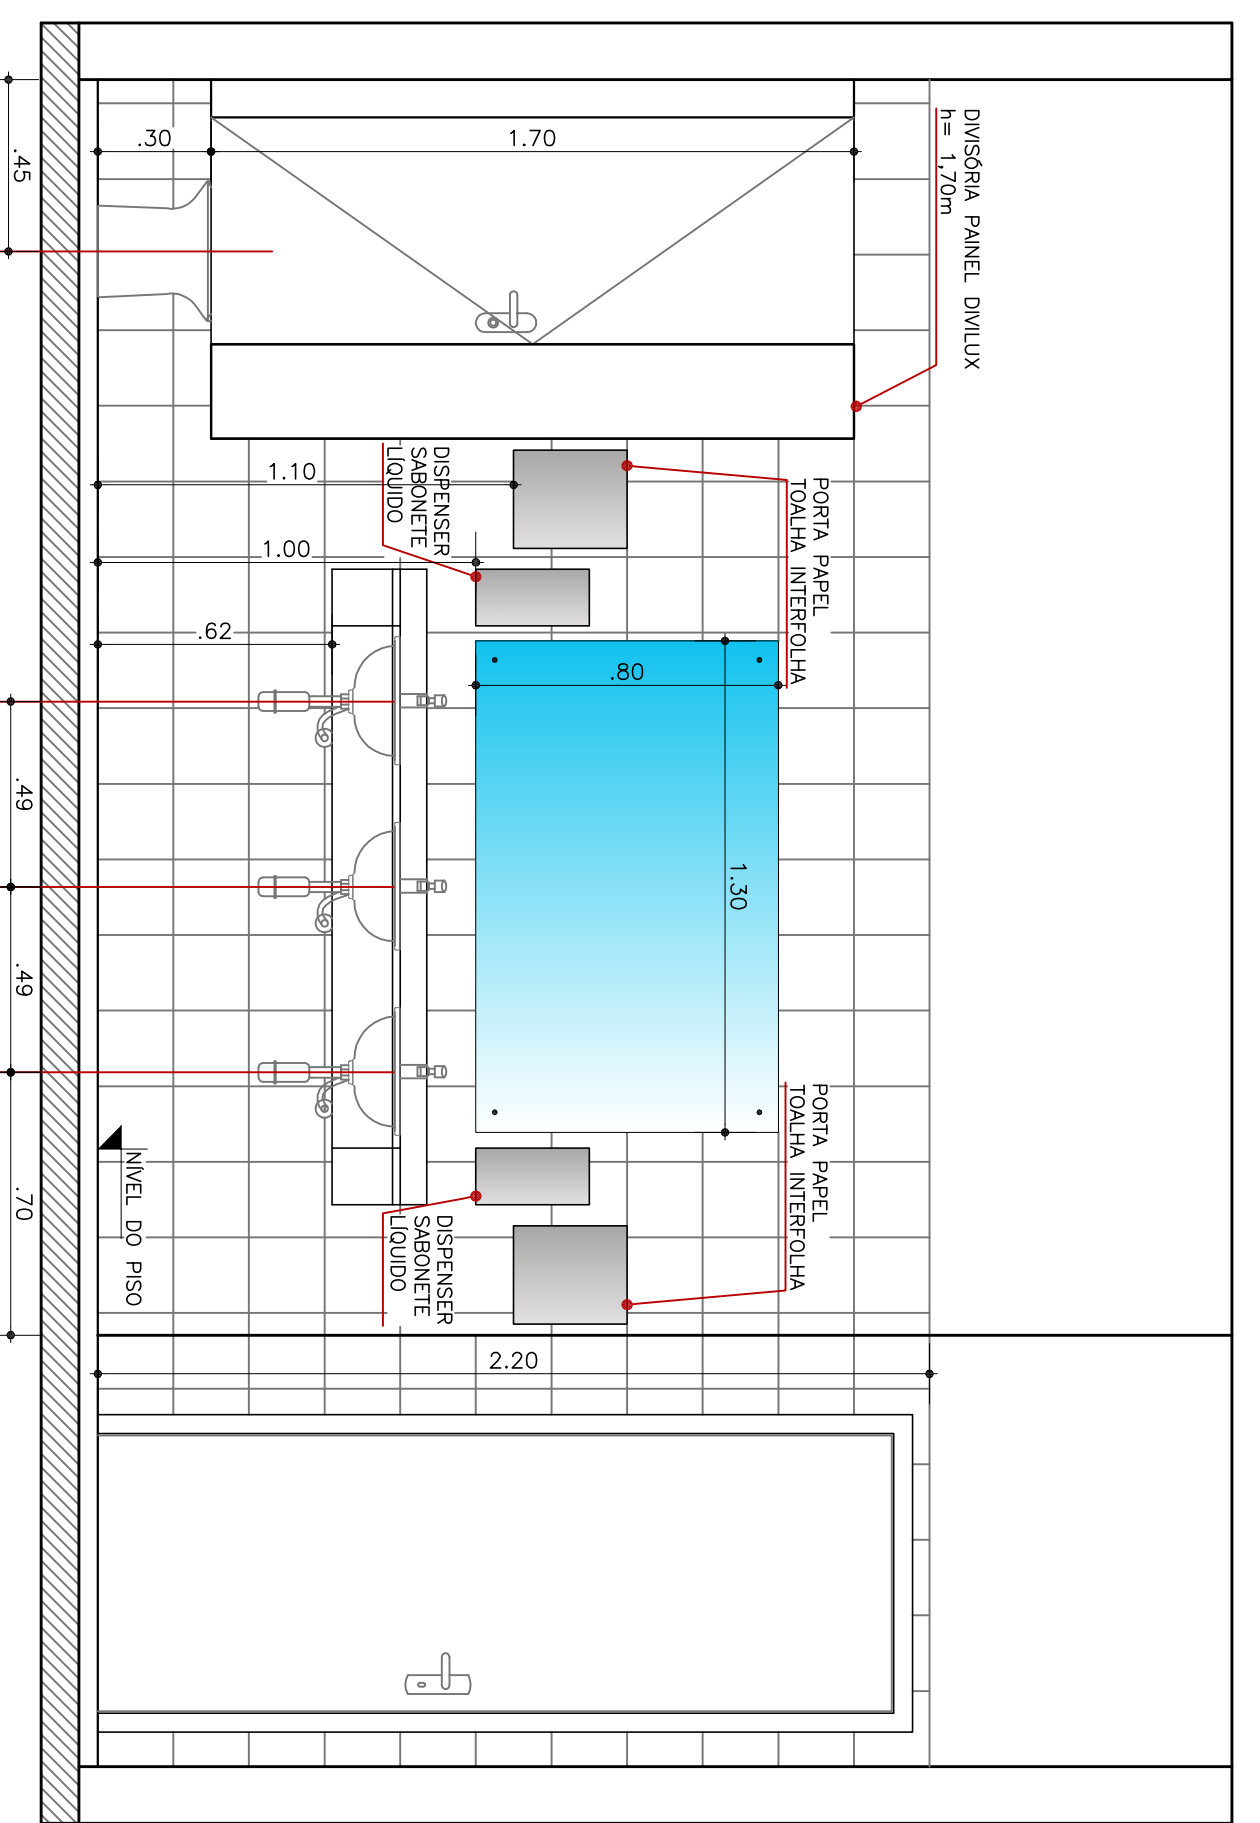 DIVISÓRIA PAINEL DIVILUX
h= 1,70m
.30
1.70
.45
PORTA PAPEL
TOALHA INTERFOLHA
DISPENSER
SABONETE
LÍQUIDO
1.10
1.00
.62
.80
1.30
.49
.49
.70
PORTA PAPEL
TOALHA INTERFOLHA
DISPENSER
SABONETE
LÍQUIDO
NÍVEL DO PISO
2.20